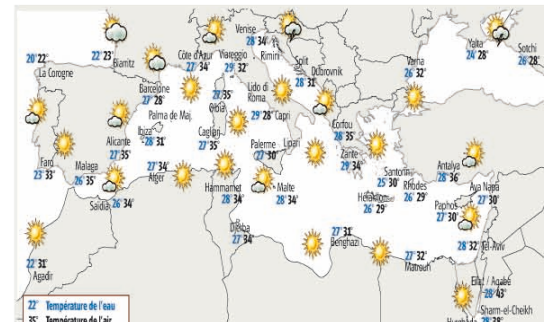 Venise
28° 34°
Rimini
Split
28° 31°
Dubrovnik
Yalta
24° 28°
Sotchi
26° 28°
Varna
26° 32°
20° 22°
La Corogne
22° 23°
Biarritz
Côte d'Azur
27° 34°
Viareggio
29° 32°
Barcelone
27° 28°
Palma de Maj.
Ibiza
28° 31°
27° 35°
Olbia
Lido de
Roma
29° 28° Capri
Cagliari
27° 35°
Corfou
28° 35°
Alicante
27° 35°
Faro
23° 33°
Malaga
26° 35°
Saïdia
26° 34°
27° 34°
Alger
Palerme
27° 30°
Lipari
Zante
29° 34°
Santorin
25° 30°
Héraklion
26° 29°
Rhodes
26° 29°
Antalya
28° 36°
Aya Napa
27° 30°
Paphos
27° 30°
Hammamet
28° 34°
Malte
28° 34°
Djerba
27° 34°
27° 31°
Benghazi
27° 32°
Matrouh
28° 32° Tel-Aviv
22° 31°
Agadir
Eilat / Aqaba
28° 43°
Sharm-el-Cheikh
28° 38°
Hurghada
22° Température de l'eau
35° Température de l'air